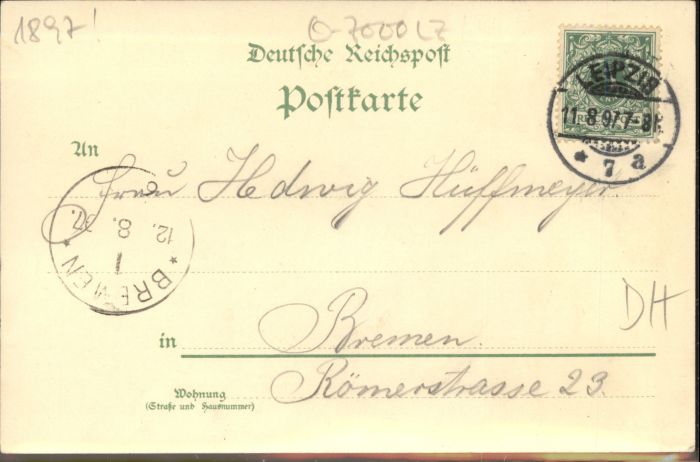 1897!
O-7000 LZ
Deutsche Reichspost
Postkarte
LEIPZIG
11.8.97.7-8
* 7 a
An
Frau Hedwig Hüffmeyer.
12. 8. 97.
1
* BREMEN *
DH
in Bremen.
Wohnung
(Straße und Hausnummer)
Römerstrasse 23.